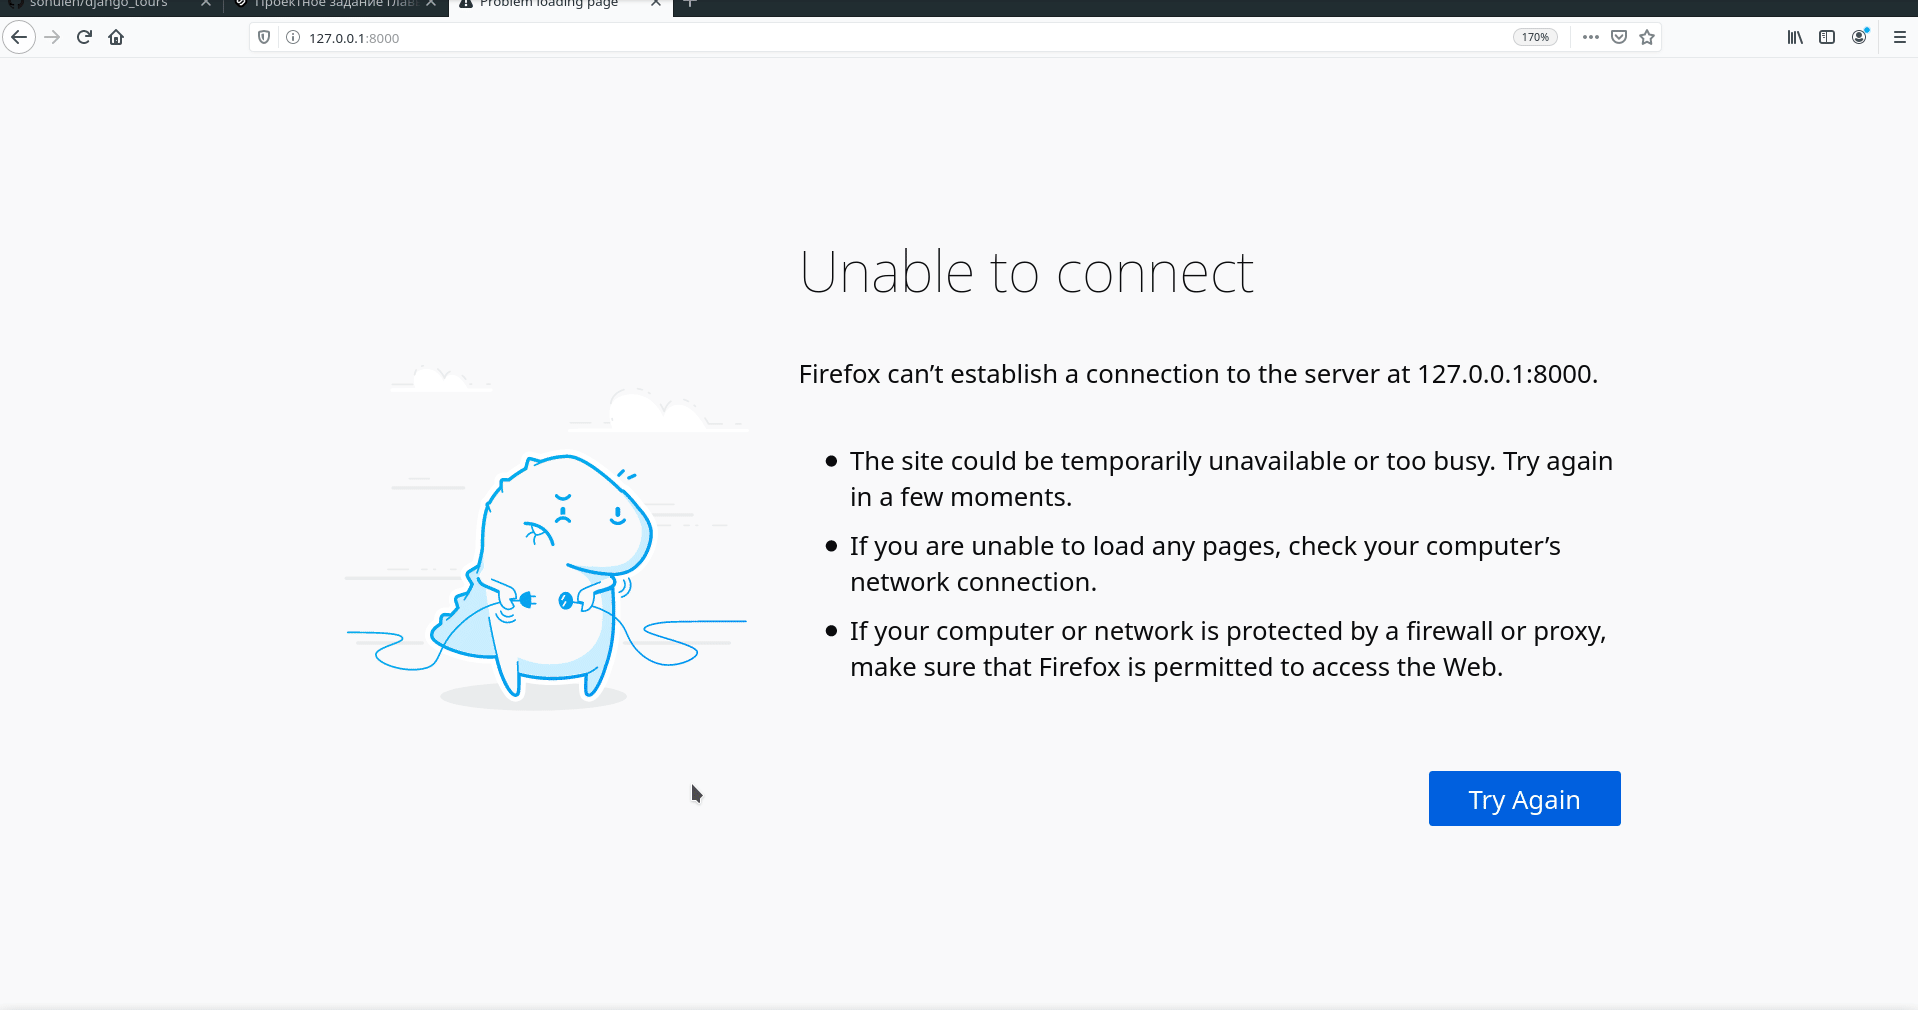 django_tours
Проектное задание
Problem loading page
127.0.0.1:8000
170%
Unable to connect
Firefox can’t establish a connection to the server at 127.0.0.1:8000.
The site could be temporarily unavailable or too busy. Try again
in a few moments.
If you are unable to load any pages, check your computer’s
network connection.
If your computer or network is protected by a firewall or proxy,
make sure that Firefox is permitted to access the Web.
Try Again